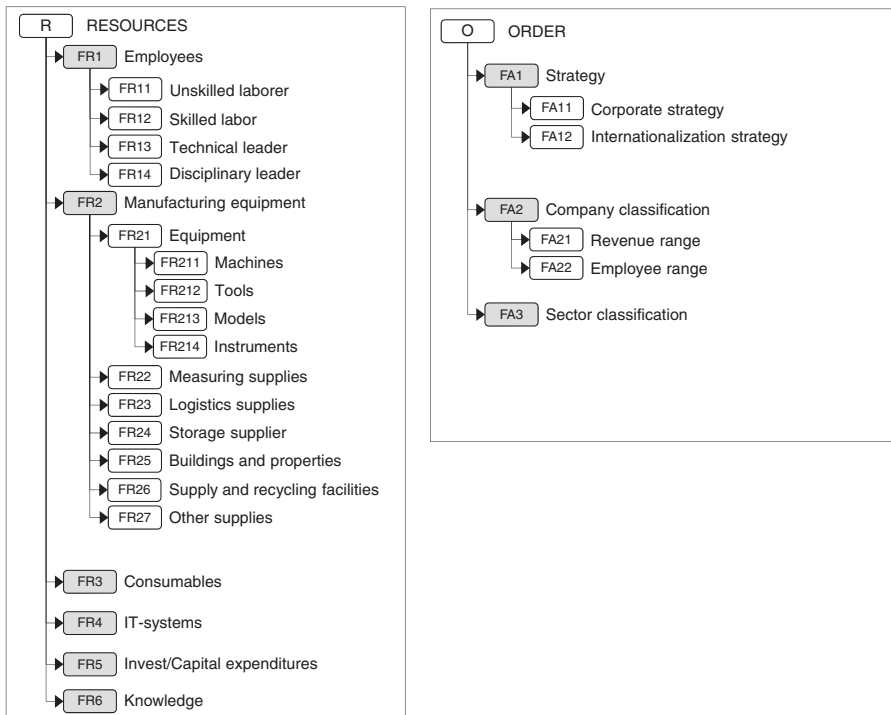 R RESOURCES
FR1 Employees
FR11 Unskilled laborer
FR12 Skilled labor
FR13 Technical leader
FR14 Disciplinary leader
FR2 Manufacturing equipment
FR21 Equipment
FR211 Machines
FR212 Tools
FR213 Models
FR214 Instruments
FR22 Measuring supplies
FR23 Logistics supplies
FR24 Storage supplier
FR25 Buildings and properties
FR26 Supply and recycling facilities
FR27 Other supplies
FR3 Consumables
FR4 IT-systems
FR5 Invest/Capital expenditures
FR6 Knowledge
O ORDER
FA1 Strategy
FA11 Corporate strategy
FA12 Internationalization strategy
FA2 Company classification
FA21 Revenue range
FA22 Employee range
FA3 Sector classification